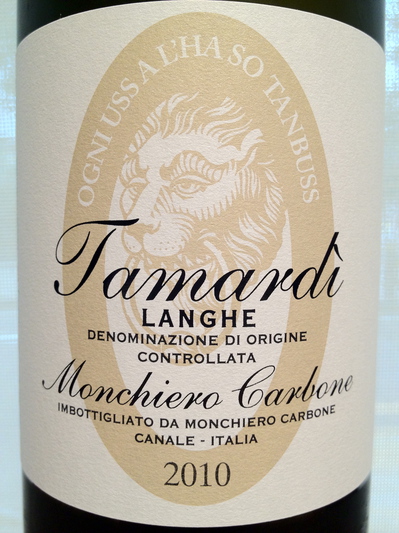 OGNI USS A L'HA SO TANBUSS
Tamardì
LANGHE
DENOMINAZIONE DI ORIGINE
CONTROLLATA
Monchiero Carbone
IMBOTTIGLIATO DA MONCHIERO CARBONE
CANALE - ITALIA
2010